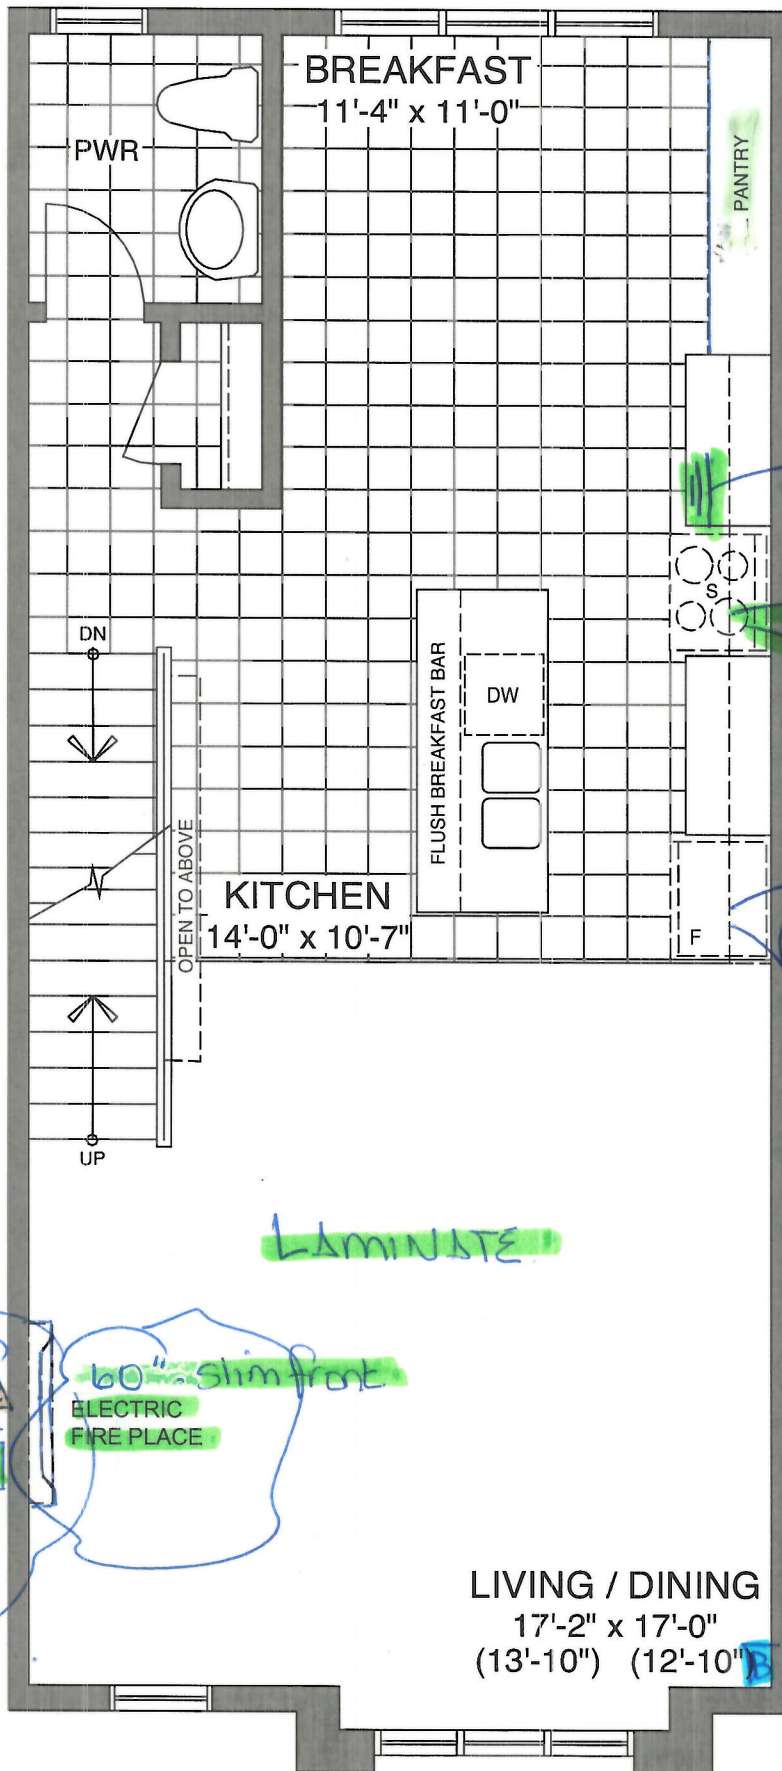 BREAKFAST
11'-4" x 11'-0"
PWR
PANTRY
S
DN
FLUSH BREAKFAST BAR
DW
OPEN TO ABOVE
KITCHEN
14'-0" x 10'-7"
F
UP
LAMINATE
60" slim front
ELECTRIC
FIRE PLACE
LIVING / DINING
17'-2" x 17'-0"
(13'-10") (12'-10")
B